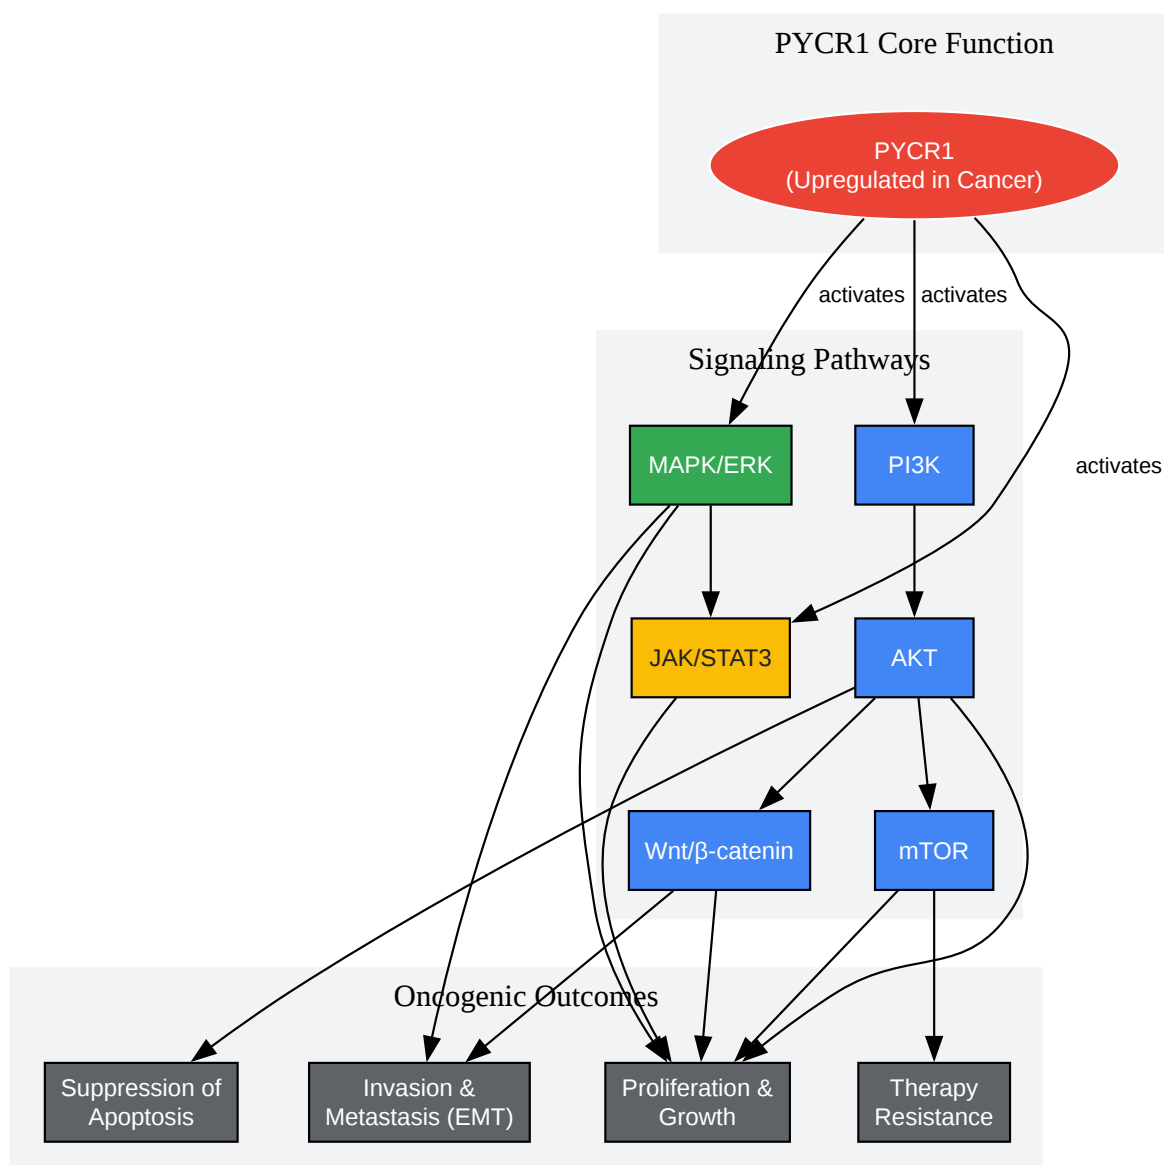 PYCR1 Core Function
PYCR1
(Upregulated in Cancer)
activates
activates
Signaling Pathways
MAPK/ERK
PI3K
activates
JAK/STAT3
AKT
Wnt/β-catenin
mTOR
Oncogenic Outcomes
Suppression of
Apoptosis
Invasion &
Metastasis (EMT)
Proliferation &
Growth
Therapy
Resistance